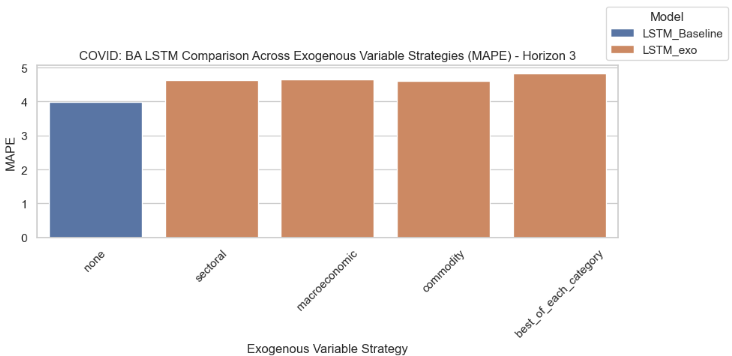 Model
LSTM_Baseline
LSTM_exo
COVID: BA LSTM Comparison Across Exogenous Variable Strategies (MAPE) - Horizon 3
MAPE
5
4
3
2
1
0
none
sectoral
macroeconomic
commodity
best_of_each_category
Exogenous Variable Strategy